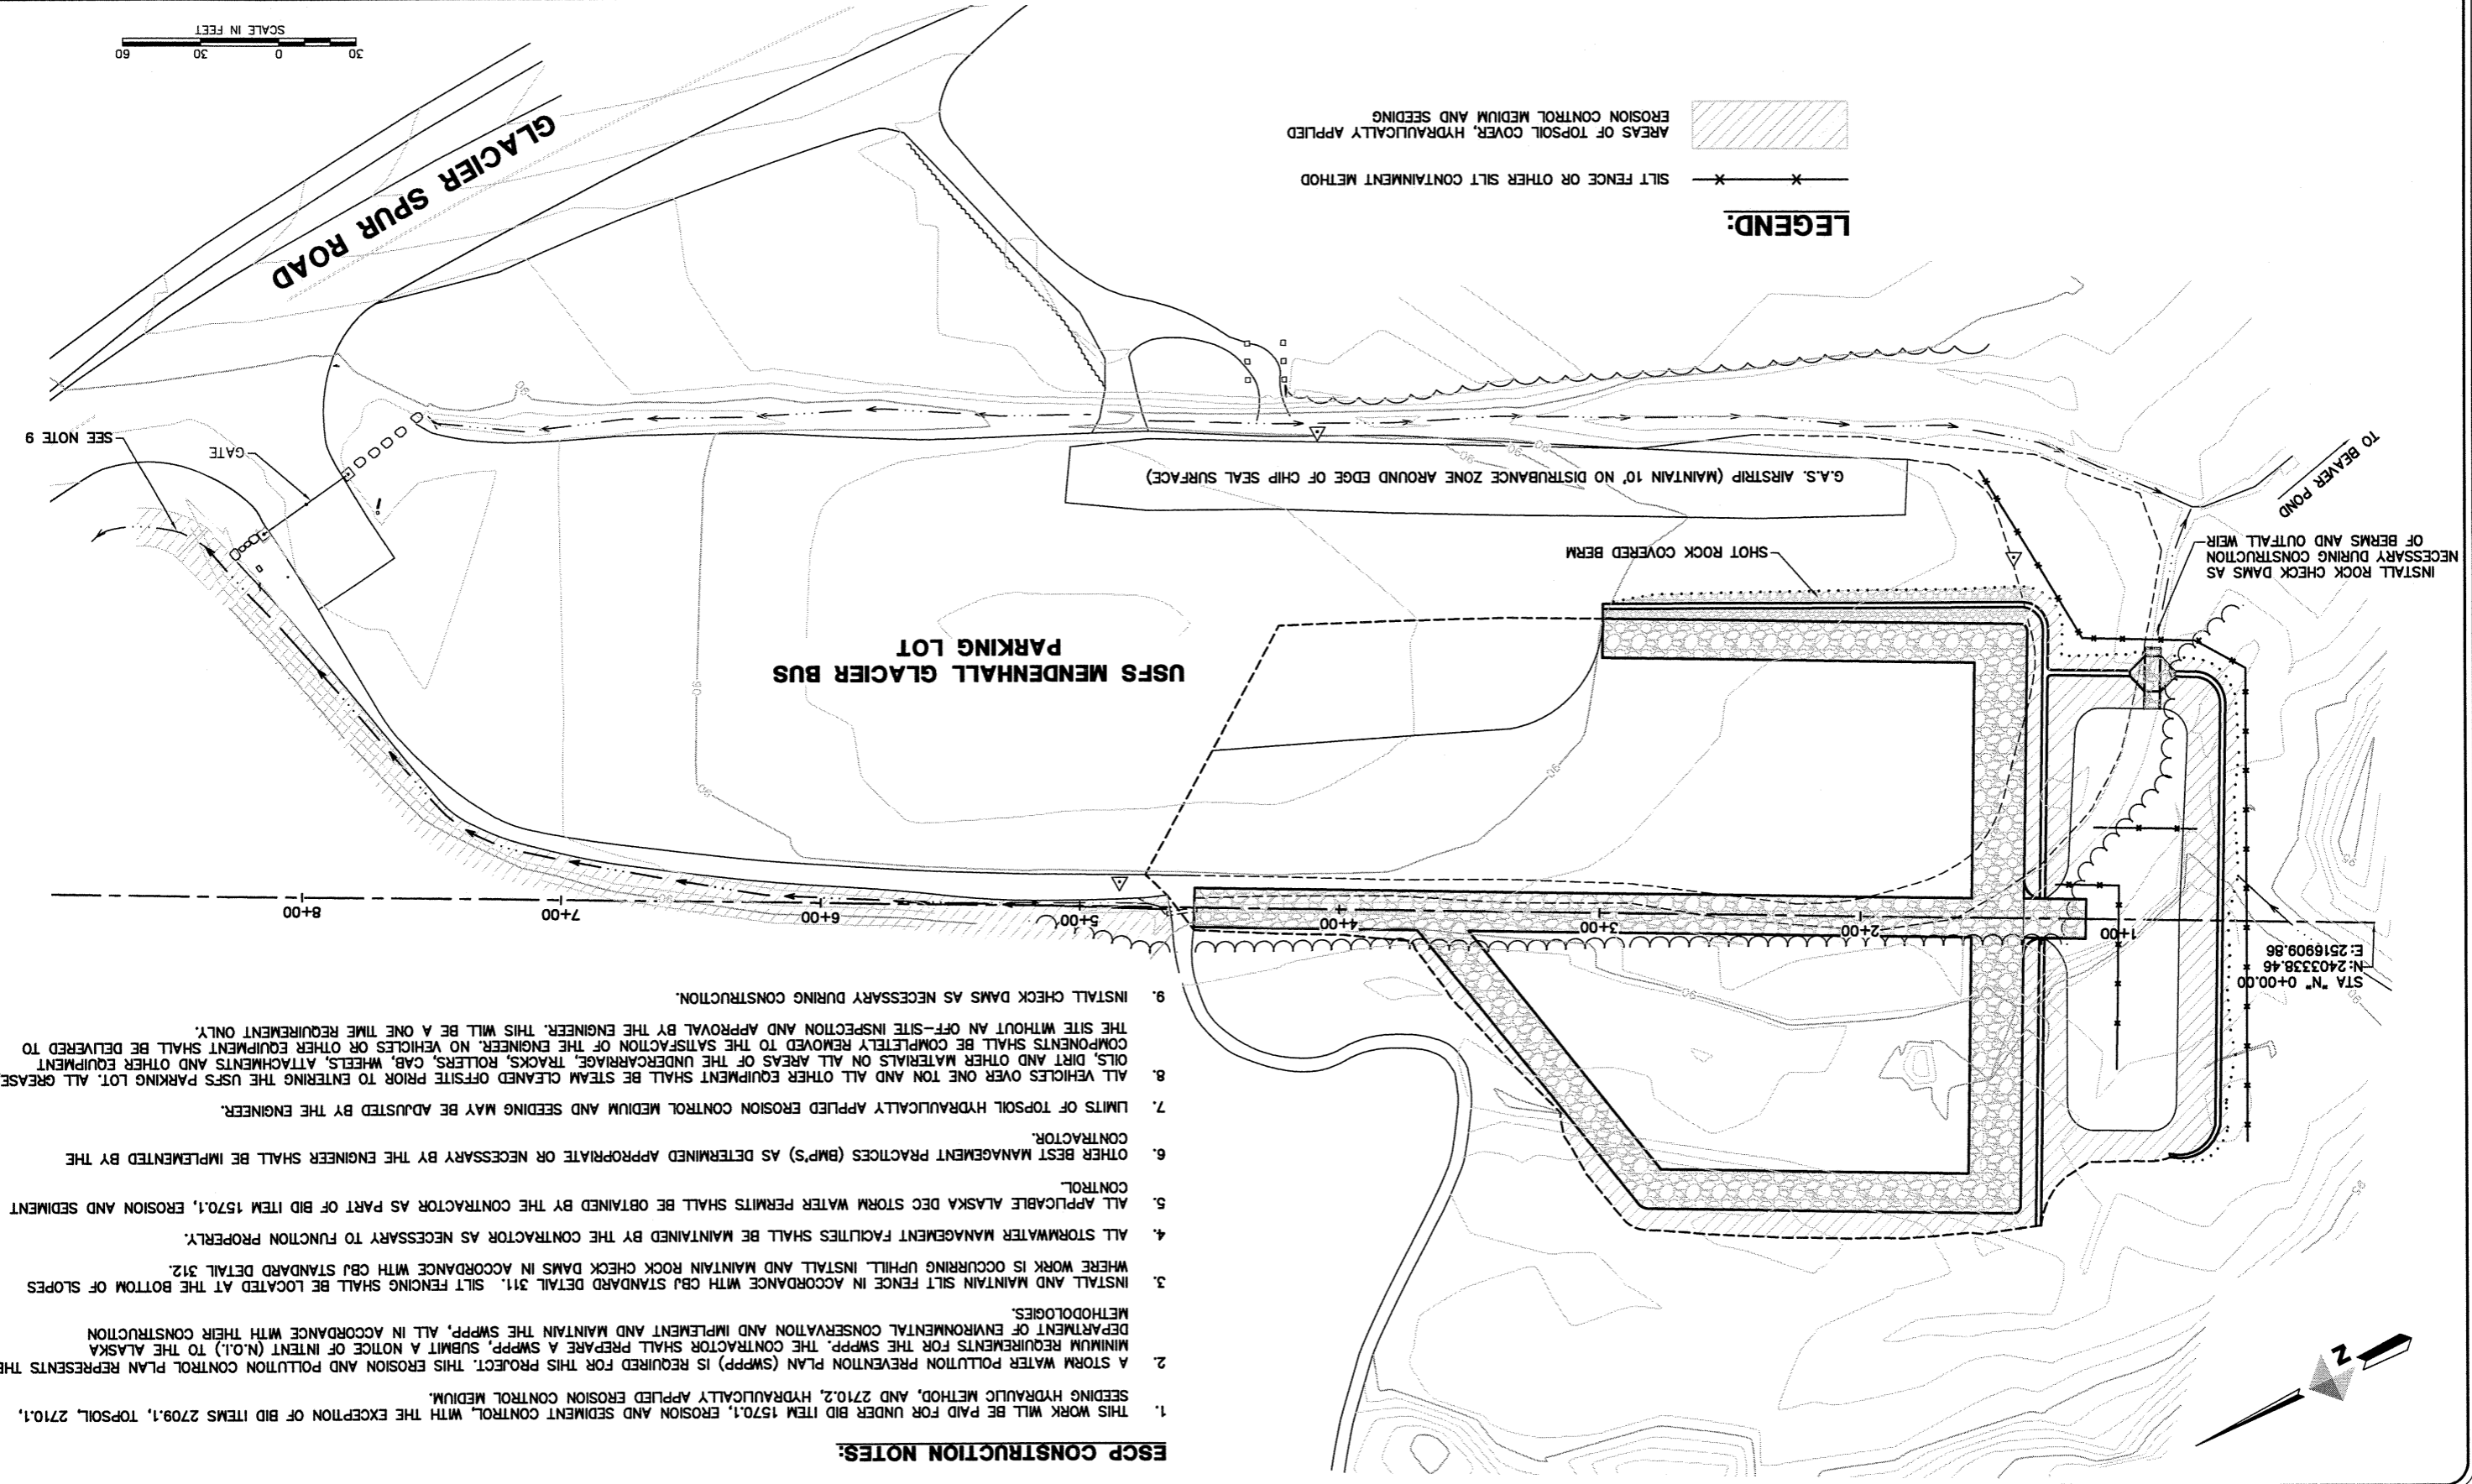 ESCP CONSTRUCTION NOTES:
1. THIS WORK WILL BE PAID FOR UNDER BID ITEM 1570.1, EROSION AND SEDIMENT CONTROL, WITH THE EXCEPTION OF BID ITEMS 2709.1, TOPSOIL, 2710.1,
SEEDING HYDRAULIC METHOD, AND 2710.2, HYDRAULICALLY APPLIED EROSION CONTROL MEDIUM.
2. A STORM WATER POLLUTION PREVENTION PLAN (SWPPP) IS REQUIRED FOR THIS PROJECT. THIS EROSION AND POLLUTION CONTROL PLAN REPRESENTS THE
MINIMUM REQUIREMENTS FOR THE SWPPP. THE CONTRACTOR SHALL PREPARE A SWPPP, SUBMIT A NOTICE OF INTENT (N.O.I.) TO THE ALASKA
DEPARTMENT OF ENVIRONMENTAL CONSERVATION AND IMPLEMENT AND MAINTAIN THE SWPPP, ALL IN ACCORDANCE WITH THEIR CONSTRUCTION
METHODOLOGIES.
3. INSTALL AND MAINTAIN SILT FENCE IN ACCORDANCE WITH CBJ STANDARD DETAIL 311. SILT FENCING SHALL BE LOCATED AT THE BOTTOM OF SLOPES
WHERE WORK IS OCCURRING UPHILL. INSTALL AND MAINTAIN ROCK CHECK DAMS IN ACCORDANCE WITH CBJ STANDARD DETAIL 312.
4. ALL STORMWATER MANAGEMENT FACILITIES SHALL BE MAINTAINED BY THE CONTRACTOR AS NECESSARY TO FUNCTION PROPERLY.
5. ALL APPLICABLE ALASKA DEC STORM WATER PERMITS SHALL BE OBTAINED BY THE CONTRACTOR AS PART OF BID ITEM 1570.1, EROSION AND SEDIMENT
CONTROL.
6. OTHER BEST MANAGEMENT PRACTICES (BMP'S) AS DETERMINED APPROPRIATE OR NECESSARY BY THE ENGINEER SHALL BE IMPLEMENTED BY THE
CONTRACTOR.
7. LIMITS OF TOPSOIL HYDRAULICALLY APPLIED EROSION CONTROL MEDIUM AND SEEDING MAY BE ADJUSTED BY THE ENGINEER.
8. ALL VEHICLES OVER ONE TON AND ALL OTHER EQUIPMENT SHALL BE STEAM CLEANED OFFSITE PRIOR TO ENTERING THE USFS PARKING LOT. ALL GREASE,
OILS, DIRT AND OTHER MATERIALS ON ALL AREAS OF THE UNDERCARRIAGE, TRACKS, ROLLERS, CAB, WHEELS, ATTACHMENTS AND OTHER EQUIPMENT
COMPONENTS SHALL BE COMPLETELY REMOVED TO THE SATISFACTION OF THE ENGINEER. NO VEHICLES OR OTHER EQUIPMENT SHALL BE DELIVERED TO
THE SITE WITHOUT AN OFF-SITE INSPECTION AND APPROVAL BY THE ENGINEER. THIS WILL BE A ONE TIME REQUIREMENT ONLY.
9. INSTALL CHECK DAMS AS NECESSARY DURING CONSTRUCTION.
N
85
90
90
95
STA "N" 0+00.00
N: 2403338.46
E: 2516909.86
1+00
2+00
3+00
4+00
5+00
6+00
7+00
8+00
90
90
90
90
USFS MENDENHALL GLACIER BUS
PARKING LOT
SHOT ROCK COVERED BERM
INSTALL ROCK CHECK DAMS AS
NECESSARY DURING CONSTRUCTION
OF BERMS AND OUTFALL WEIR
TO BEAVER POND
G.A.S. AIRSTRIP (MAINTAIN 10' NO DISTRUBANCE ZONE AROUND EDGE OF CHIP SEAL SURFACE)
90
90
90
90
GATE
SEE NOTE 9
GLACIER SPUR ROAD
LEGEND:
SILT FENCE OR OTHER SILT CONTAINMENT METHOD
AREAS OF TOPSOIL COVER, HYDRAULICALLY APPLIED
EROSION CONTROL MEDIUM AND SEEDING
30 0 30 60
SCALE IN FEET